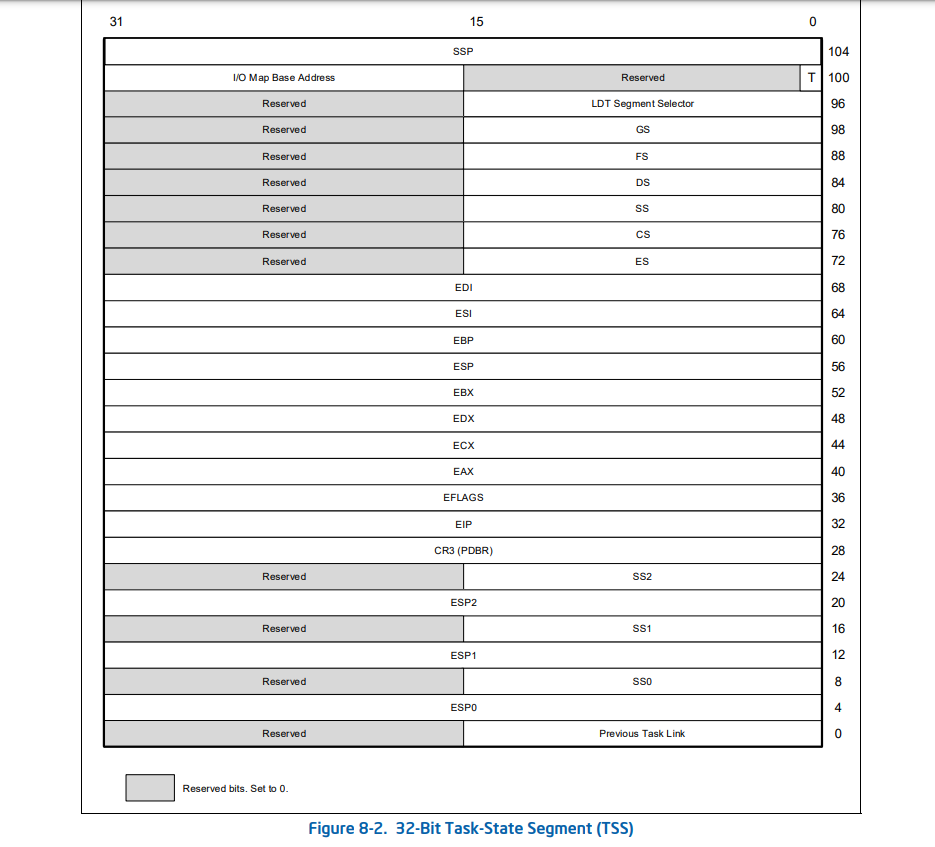 31 15 0
SSP 104
I/O Map Base Address Reserved T 100
Reserved LDT Segment Selector 96
Reserved GS 98
Reserved FS 88
Reserved DS 84
Reserved SS 80
Reserved CS 76
Reserved ES 72
EDI 68
ESI 64
EBP 60
ESP 56
EBX 52
EDX 48
ECX 44
EAX 40
EFLAGS 36
EIP 32
CR3 (PDBR) 28
Reserved SS2 24
ESP2 20
Reserved SS1 16
ESP1 12
Reserved SS0 8
ESP0 4
Reserved Previous Task Link 0
Reserved bits. Set to 0.
Figure 8-2. 32-Bit Task-State Segment (TSS)